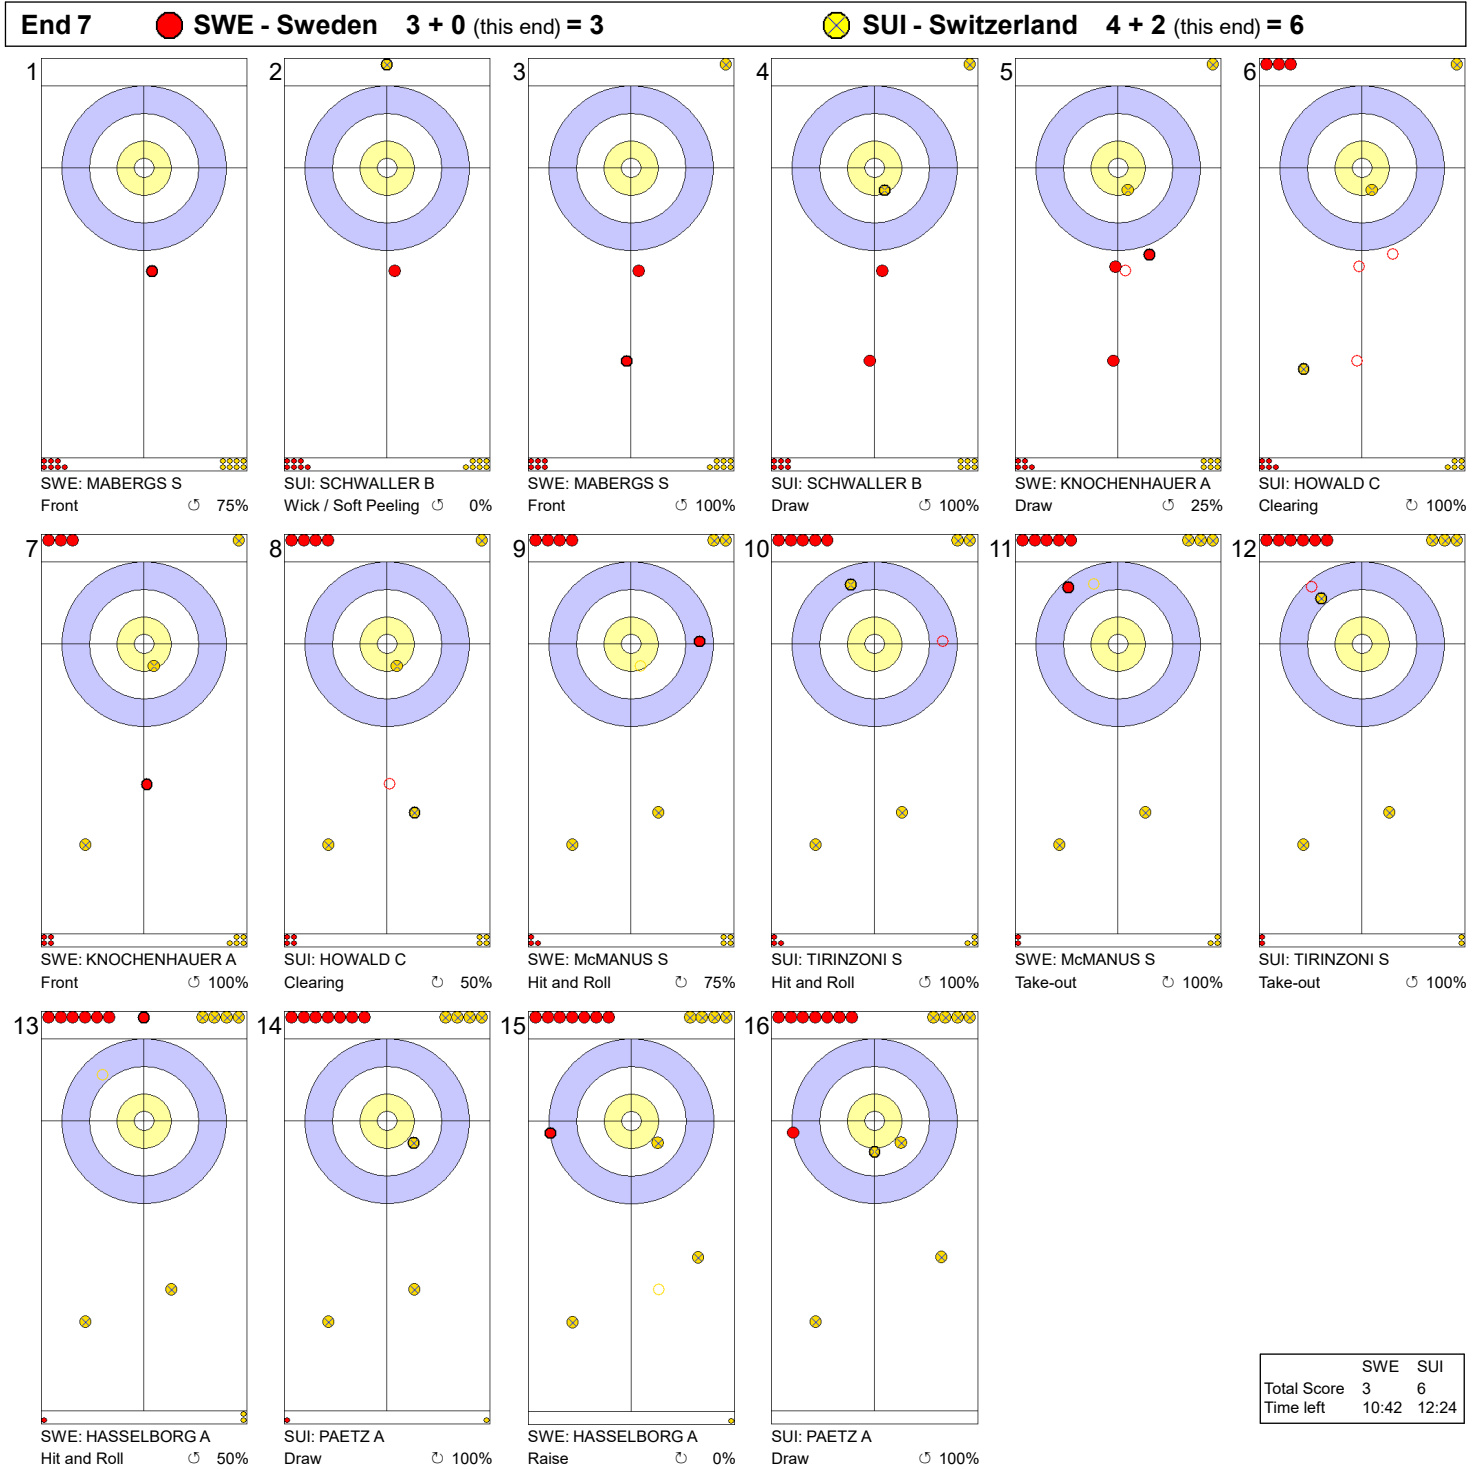 End 7 SWE - Sweden 3 + 0 (this end) = 3 SUI - Switzerland 4 + 2 (this end) = 6
1 2 3 4 5 6
SWE: MABERGS S SUI: SCHWALLER B SWE: MABERGS S SUI: SCHWALLER B SWE: KNOCHENHAUER A SUI: HOWALD C
Front ↺ 75% Wick / Soft Peeling ↺ 0% Front ↺ 100% Draw ↺ 100% Draw ↻ 25% Clearing ↻ 100%
7 8 9 10 11 12
SWE: KNOCHENHAUER A SUI: HOWALD C SWE: McMANUS S SUI: TIRINZONI S SWE: McMANUS S SUI: TIRINZONI S
Front ↺ 100% Clearing ↻ 50% Hit and Roll ↻ 75% Hit and Roll ↺ 100% Take-out ↺ 100% Take-out ↺ 100%
13 14 15 16
SWE: HASSELBORG A SUI: PAETZ A SWE: HASSELBORG A SUI: PAETZ A
Hit and Roll ↺ 50% Draw ↺ 100% Raise ↻ 0% Draw ↻ 100%
SWE SUI
Total Score 3 6
Time left 10:42 12:24